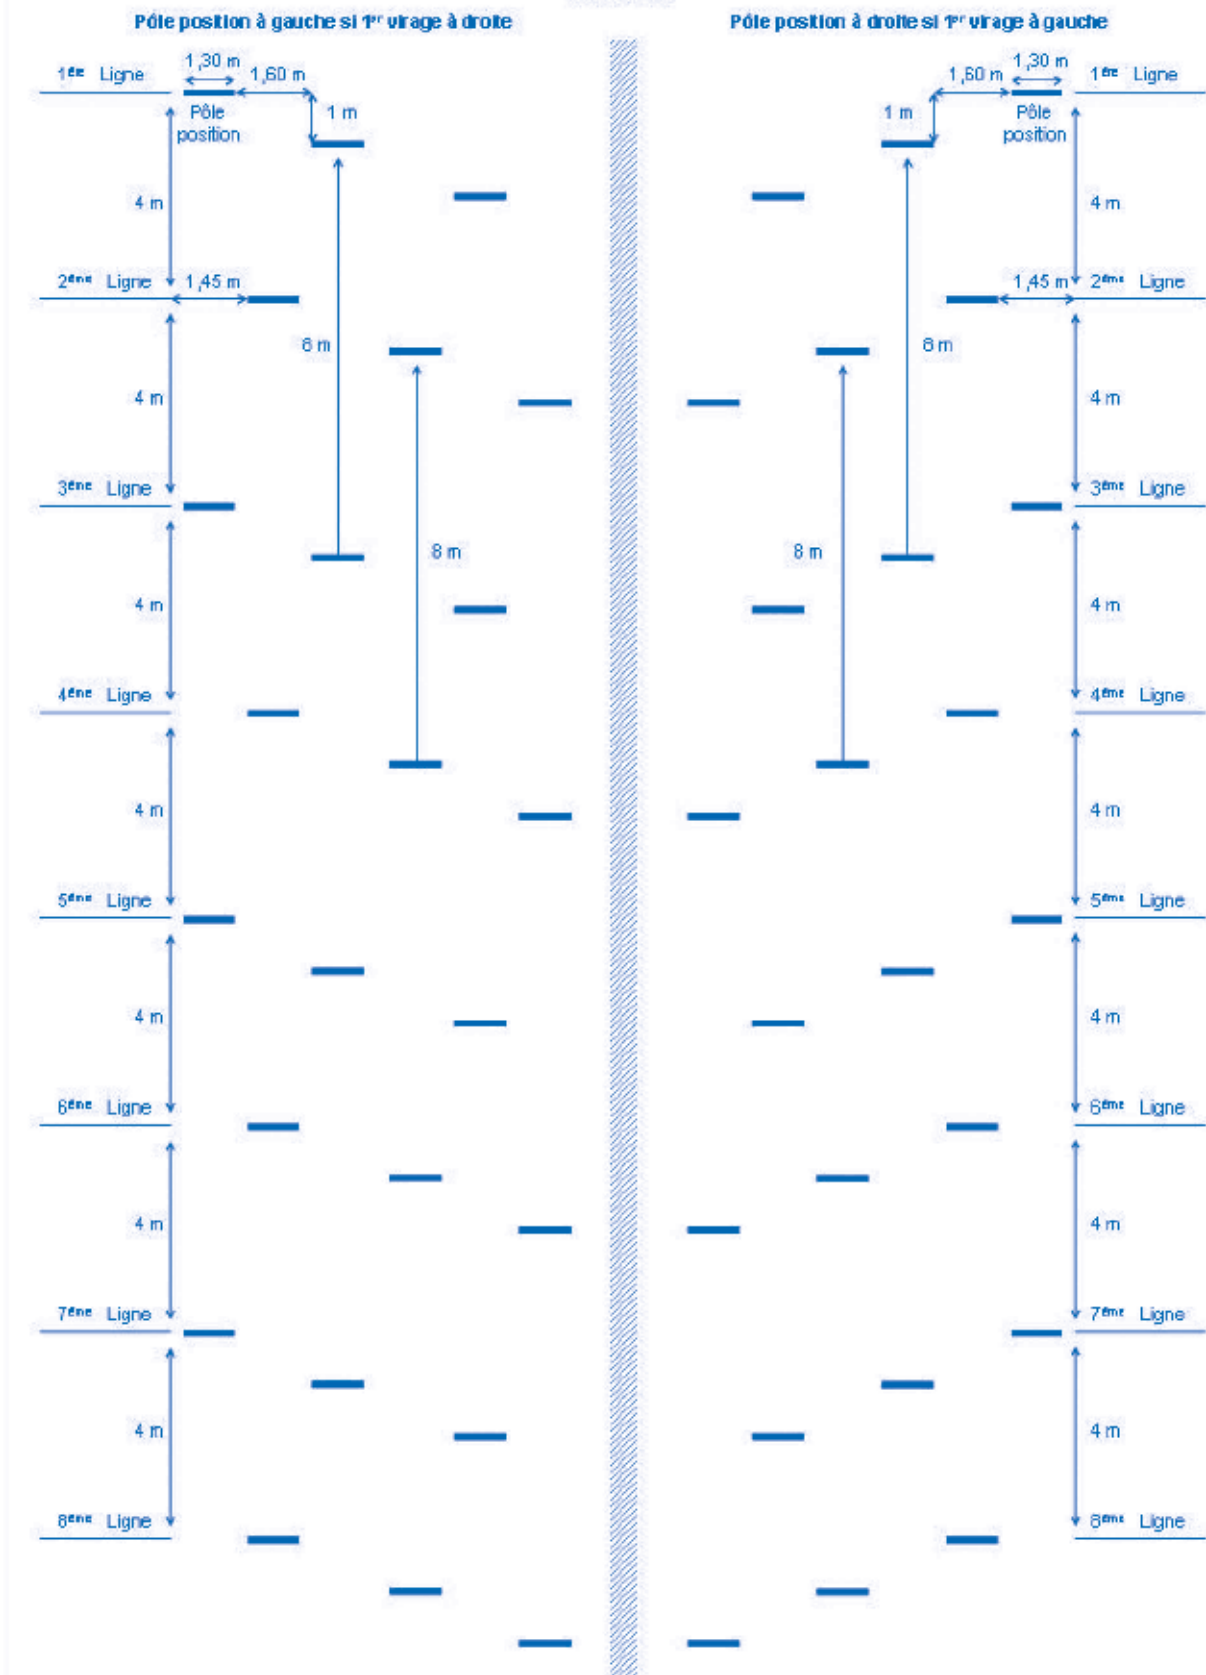 Pôle position à gauche si 1er virage à droite
1ère Ligne
1,30 m
1,60 m
Pôle
position
1 m
4 m
2ème Ligne
1,45 m
8 m
4 m
3ème Ligne
8 m
4 m
4ème Ligne
4 m
5ème Ligne
4 m
6ème Ligne
4 m
7ème Ligne
4 m
8ème Ligne
Pôle position à droite si 1er virage à gauche
1,60 m
1,30 m
1ère Ligne
1 m
Pôle
position
4 m
1,45 m
2ème Ligne
8 m
4 m
3ème Ligne
8 m
4 m
4ème Ligne
4 m
5ème Ligne
4 m
6ème Ligne
4 m
7ème Ligne
4 m
8ème Ligne